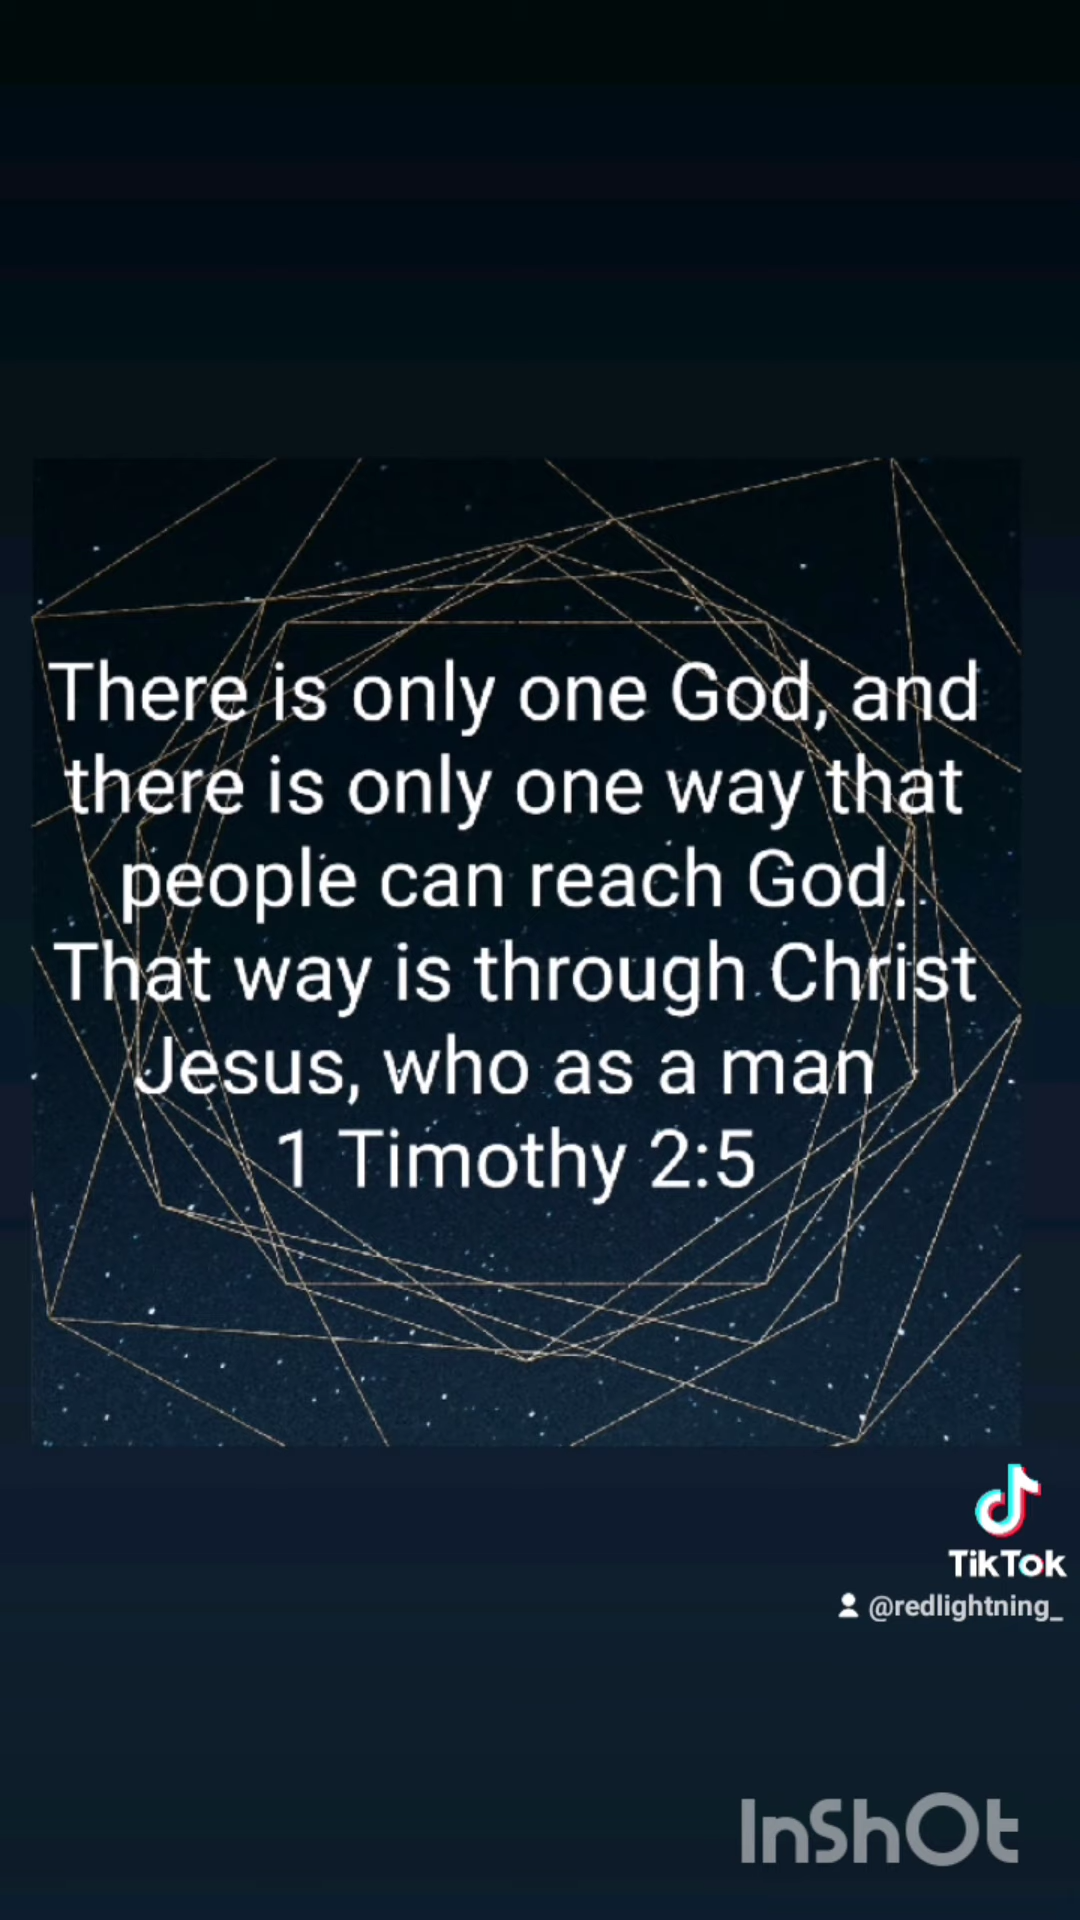 There is only one God, and
there is only one way that
people can reach God.
That way is through Christ
Jesus, who as a man
1 Timothy 2:5
TikTok
@redlightning_
InShOt